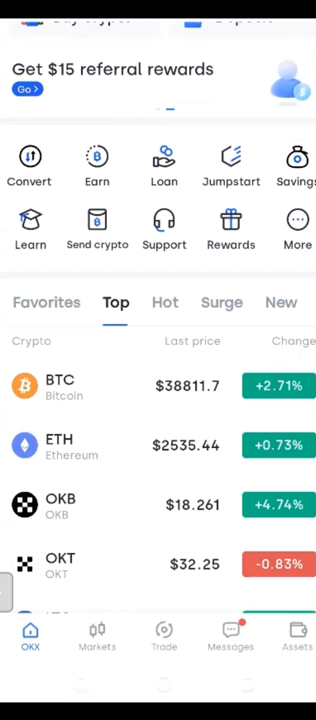 Get $15 referral rewards
Go >
Convert Earn Loan Jumpstart Savings
Learn Send crypto Support Rewards More
Favorites Top Hot Surge New
Crypto Last price Change
BTC $38811.7 +2.71%
Bitcoin
ETH $2535.44 +0.73%
Ethereum
OKB $18.261 +4.74%
OKB
OKT $32.25 -0.83%
OKT
OKX Markets Trade Messages Assets